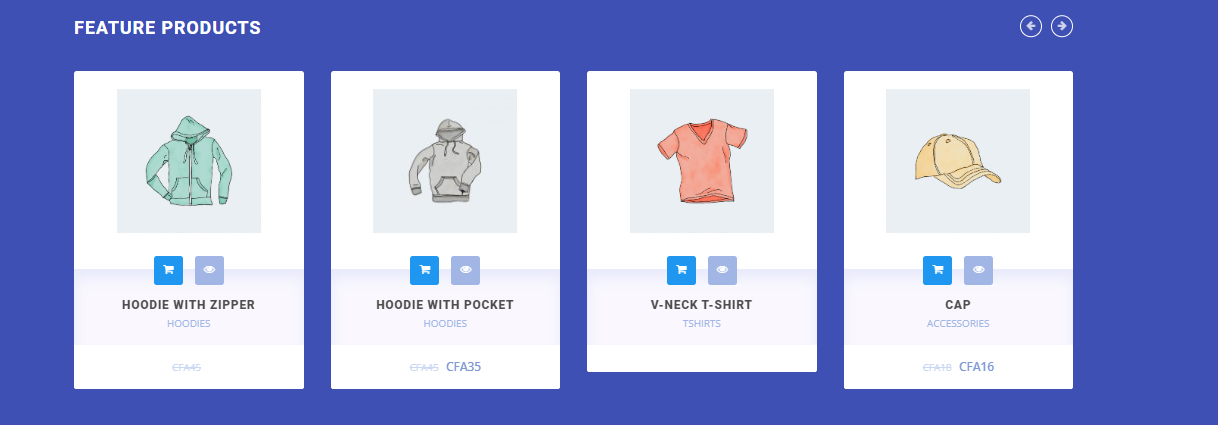 FEATURE PRODUCTS
HOODIE WITH ZIPPER
HOODIES
CFA45
HOODIE WITH POCKET
HOODIES
CFA45 CFA35
V-NECK T-SHIRT
TSHIRTS
CAP
ACCESSORIES
CFA18 CFA16